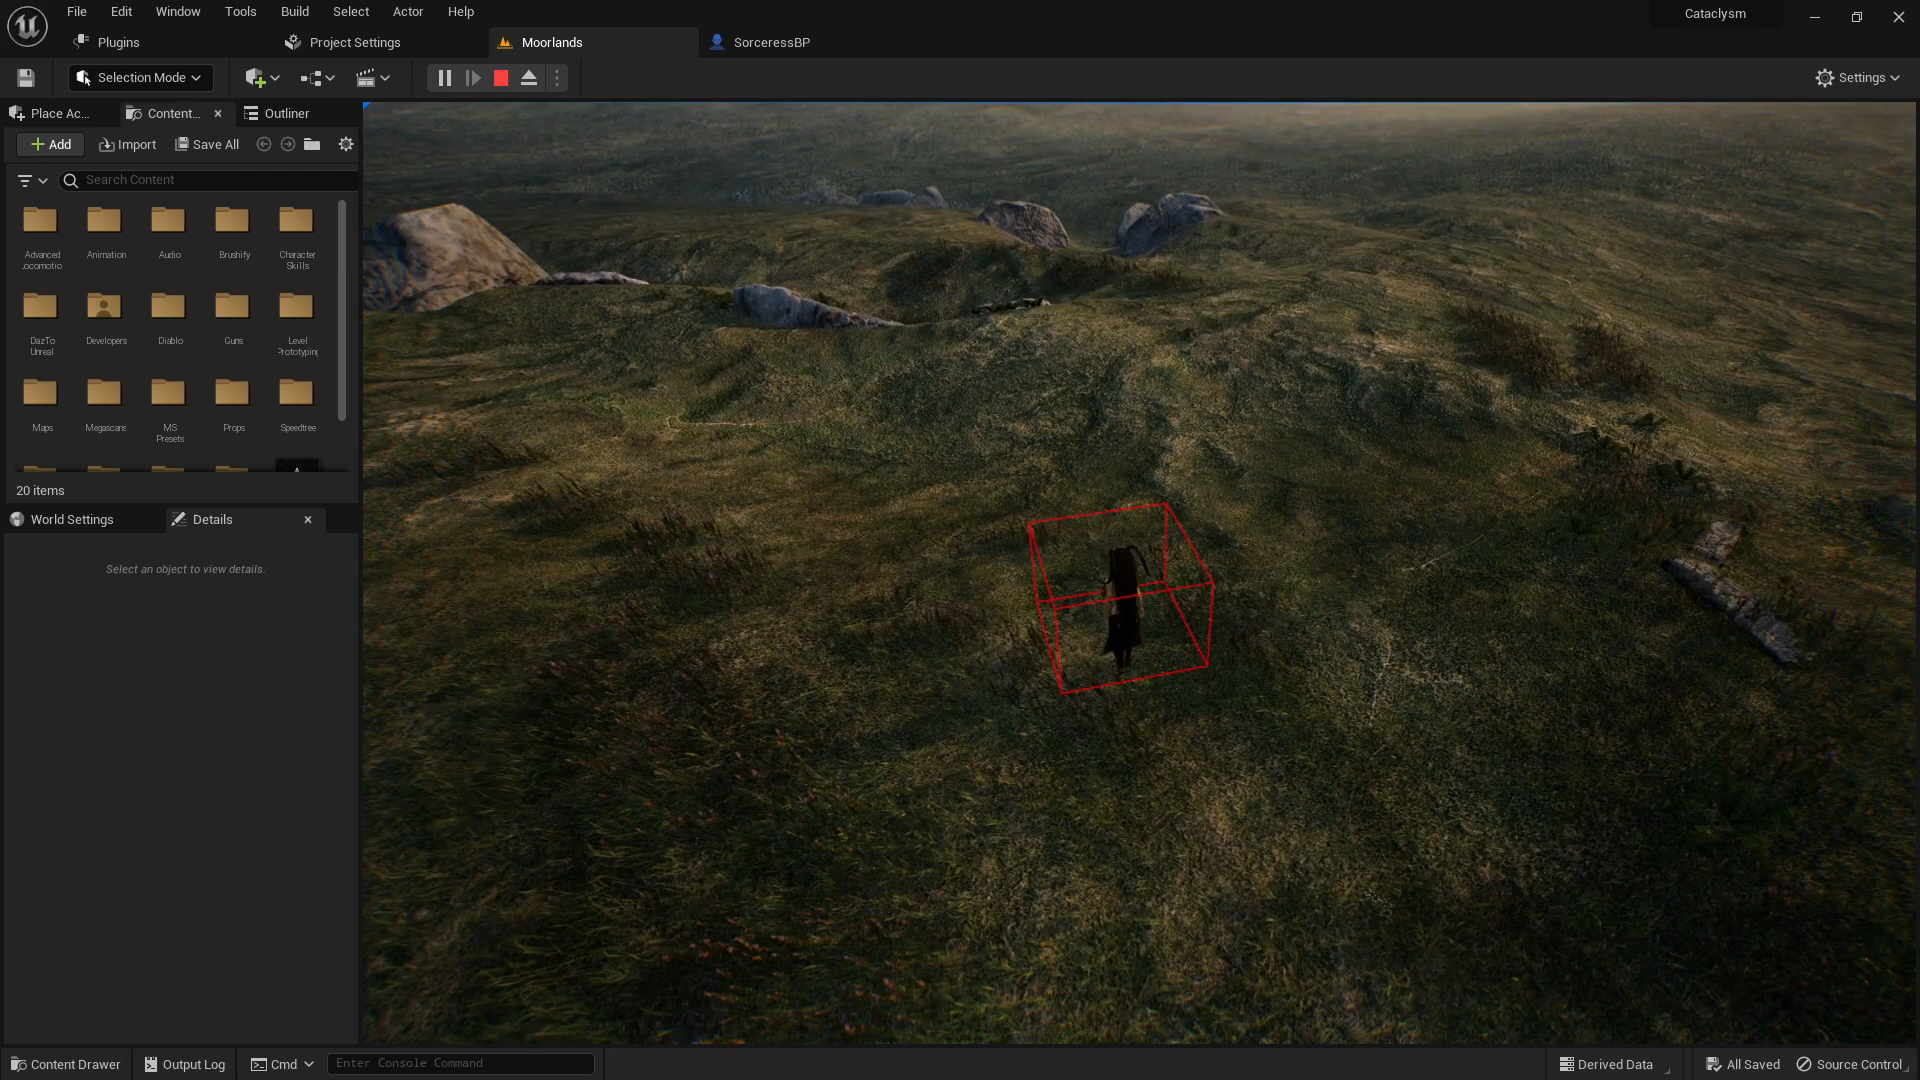 File Edit Window Tools Build Select Actor Help
Cataclysm
Plugins
Project Settings
Moorlands
SorceressBP
Selection Mode
Settings
Place Ac...
Content...
Outliner
Add
Import
Save All
Search Content
Advanced
Locomotio
Animation
Audio
Brushify
Character
Skills
DazTo
Unreal
Developers
Diablo
Guns
Level
Prototyping
Maps
Megascans
MS
Presets
Props
Speedtree
20 items
World Settings
Details
Select an object to view details.
Content Drawer
Output Log
Cmd
Enter Console Command
Derived Data
All Saved
Source Control